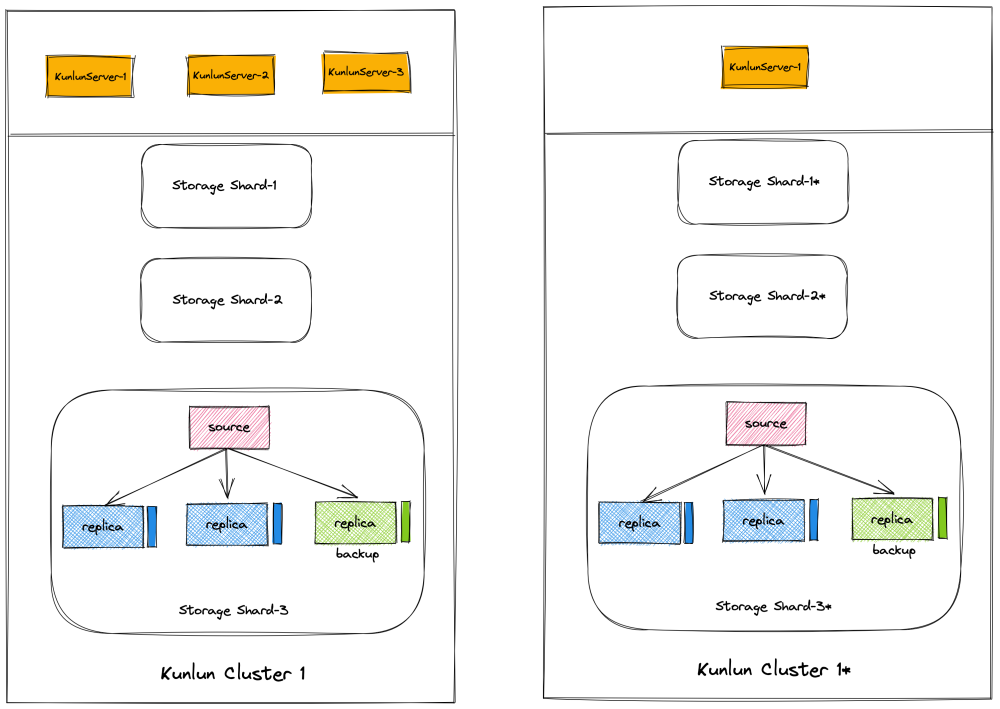 KunlunServer-1
KunlunServer-2
KunlunServer-3
Storage Shard-1
Storage Shard-2
source
replica
replica
replica
backup
Storage Shard-3
Kunlun Cluster 1
KunlunServer-1
Storage Shard-1*
Storage Shard-2*
source
replica
replica
replica
backup
Storage Shard-3*
Kunlun Cluster 1*